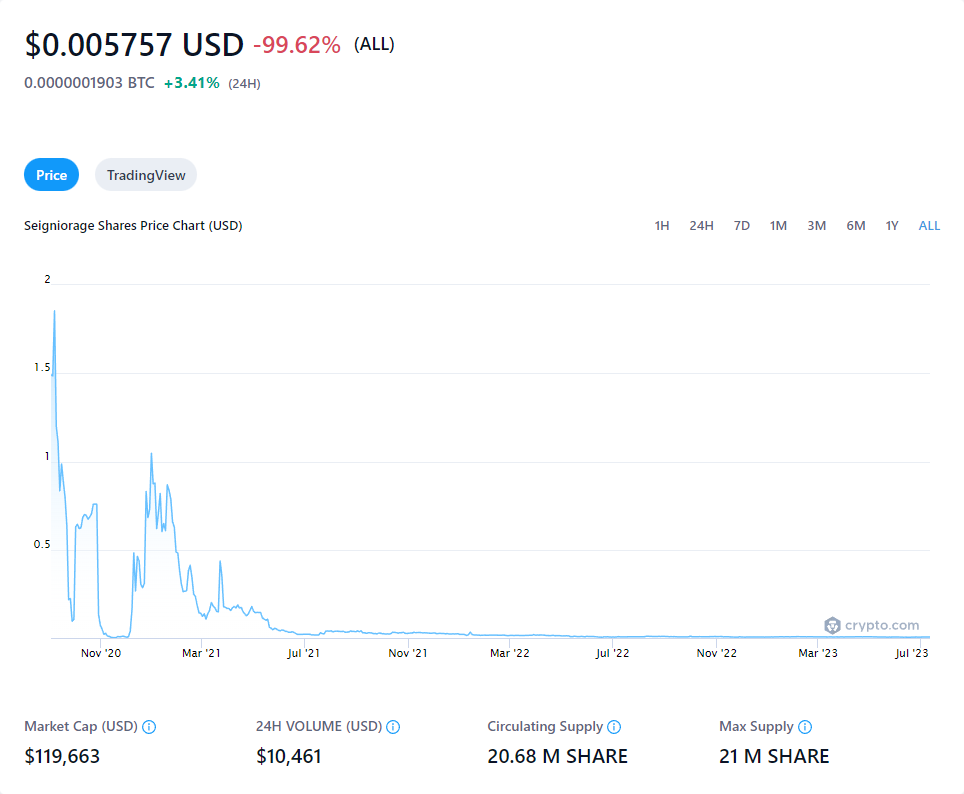 $0.005757 USD -99.62% (ALL)
0.0000001903 BTC +3.41% (24H)
Price TradingView
Seigniorage Shares Price Chart (USD) 1H 24H 7D 1M 3M 6M 1Y ALL
2
1.5
1
0.5
crypto.com
Nov '20 Mar '21 Jul '21 Nov '21 Mar '22 Jul '22 Nov '22 Mar '23 Jul '23
Market Cap (USD) 24H VOLUME (USD) Circulating Supply Max Supply
$119,663 $10,461 20.68 M SHARE 21 M SHARE